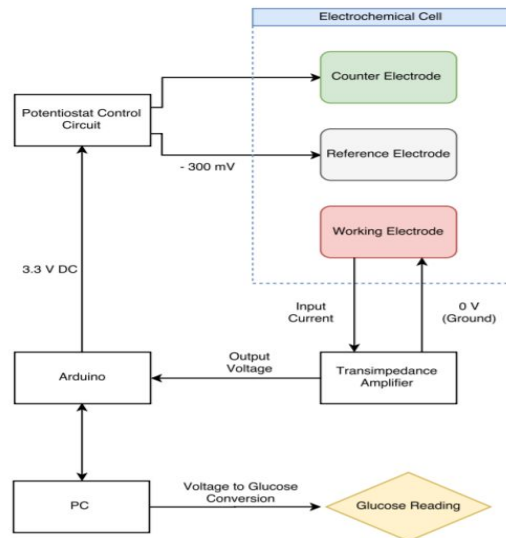 Electrochemical Cell
Counter Electrode
Potentiostat Control
Circuit
Reference Electrode
- 300 mV
Working Electrode
3.3 V DC
Input
Current
0 V
(Ground)
Output
Voltage
Arduino
Transimpedance
Amplifier
PC
Voltage to Glucose
Conversion
Glucose Reading